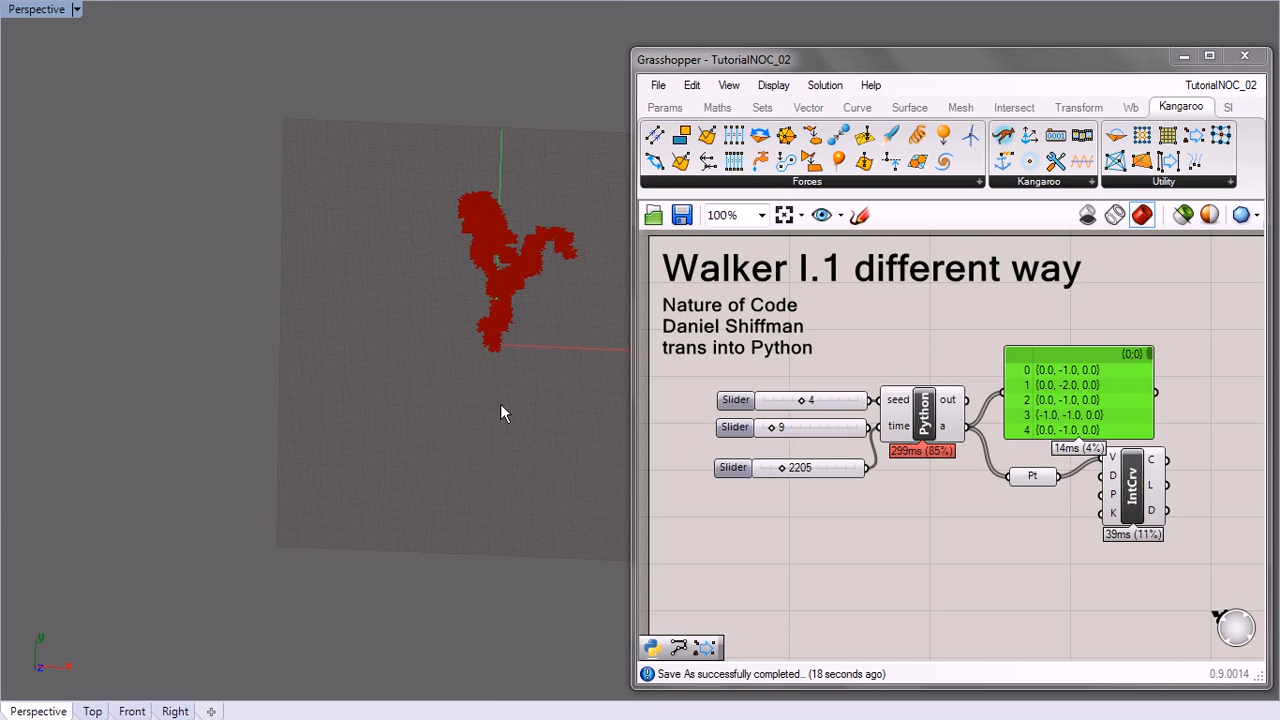 Perspective
Grasshopper - TutorialNOC_02
File Edit View Display Solution Help TutorialNOC_02
Params Maths Sets Vector Curve Surface Mesh Intersect Transform Wb Kangaroo SI
Forces Kangaroo Utility
100%
Walker I.1 different way
Nature of Code
Daniel Shiffman
trans into Python
{0;0}
0 {0.0, -1.0, 0.0}
1 {0.0, -2.0, 0.0}
2 {0.0, -1.0, 0.0}
3 {-1.0, -1.0, 0.0}
4 {0.0, -1.0, 0.0}
Slider 4
Slider 9
Slider 2205
seed Python out
time a
299ms (85%)
14ms (4%)
Pt
V IntCrv C
D L
P D
K
39ms (11%)
y
z x
Save As successfully completed... (18 seconds ago) 0.9.0014
Perspective Top Front Right